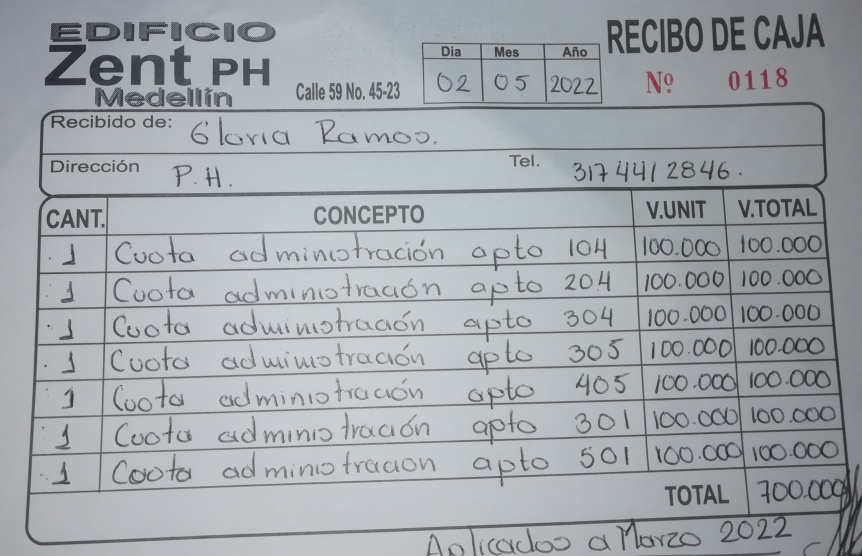 EDIFICIO
Zent PH
Medellín
Calle 59 No. 45-23
Dia Mes Año
02 05 2022
RECIBO DE CAJA
Nº 0118
Recibido de: Gloria Ramos.
Dirección P.H. Tel. 3174412846.
CANT. CONCEPTO V.UNIT V.TOTAL
1 Cuota administración apto 104 100.000 100.000
1 Cuota administración apto 204 100.000 100.000
1 Cuota administración apto 304 100.000 100.000
1 Cuota administración apto 305 100.000 100.000
1 Cuota administración apto 405 100.000 100.000
1 Cuota administración apto 301 100.000 100.000
1 Cuota administracion apto 501 100.000 100.000
TOTAL 700.000
Aplicados a Marzo 2022